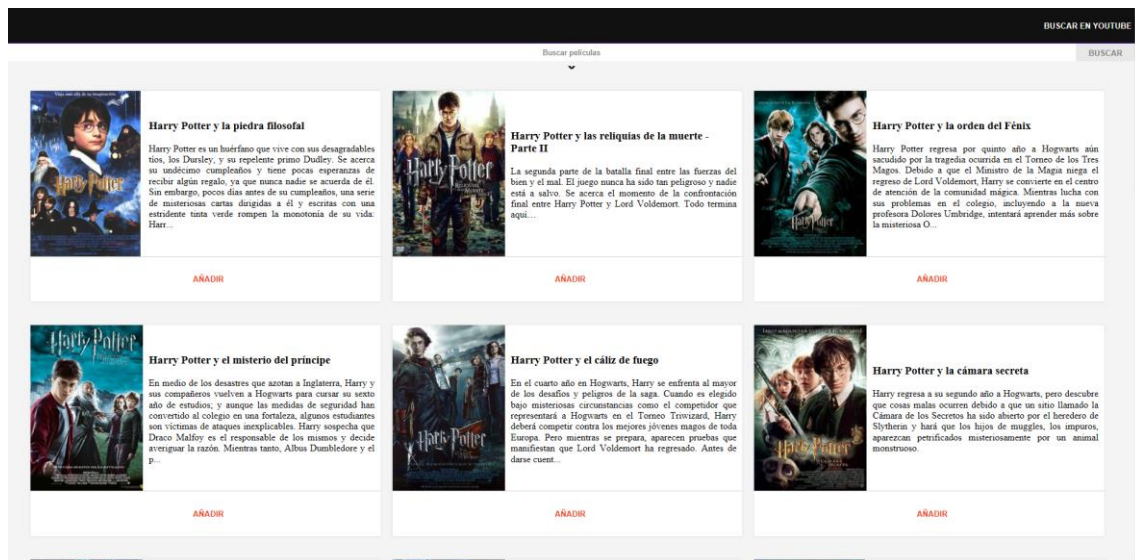 BUSCAR EN YOUTUBE
Buscar películas
BUSCAR
Harry Potter
Harry Potter y la piedra filosofal
Harry Potter es un huérfano que vive con sus desagradables
tíos, los Dursley, y su repelente primo Dudley. Se acerca
su undécimo cumpleaños y tiene pocas esperanzas de
recibir algún regalo, ya que nunca nadie se acuerda de él.
Sin embargo, pocos días antes de su cumpleaños, una serie
de misteriosas cartas dirigidas a él y escritas con una
estridente tinta verde rompen la monotonía de su vida:
Harr...
AÑADIR
Harry Potter
Harry Potter y las reliquias de la muerte -
Parte II
La segunda parte de la batalla final entre las fuerzas del
bien y el mal. El juego nunca ha sido tan peligroso y nadie
está a salvo. Se acerca el momento de la confrontación
final entre Harry Potter y Lord Voldemort. Todo termina
aquí...
AÑADIR
Harry Potter
Harry Potter y la orden del Fénix
Harry Potter regresa por quinto año a Hogwarts aún
sacudido por la tragedia ocurrida en el Torneo de los Tres
Magos. Debido a que el Ministro de la Magia niega el
regreso de Lord Voldemort, Harry se convierte en el centro
de atención de la comunidad mágica. Mientras lucha con
sus problemas en el colegio, incluyendo a la nueva
profesora Dolores Umbridge, intentará aprender más sobre
la misteriosa O...
AÑADIR
Harry Potter
Harry Potter y el misterio del príncipe
En medio de los desastres que azotan a Inglaterra, Harry y
sus compañeros vuelven a Hogwarts para cursar su sexto
año de estudios; y aunque las medidas de seguridad han
convertido al colegio en una fortaleza, algunos estudiantes
son víctimas de ataques inexplicables. Harry sospecha que
Draco Malfoy es el responsable de los mismos y decide
averiguar la razón. Mientras tanto, Albus Dumbledore y el
p...
AÑADIR
Harry Potter
Harry Potter y el cáliz de fuego
En el cuarto año en Hogwarts, Harry se enfrenta al mayor
de los desafíos y peligros de la saga. Cuando es elegido
bajo misteriosas circunstancias como el competidor que
representará a Hogwarts en el Torneo Triwizard, Harry
deberá competir contra los mejores jóvenes magos de toda
Europa. Pero mientras se prepara, aparecen pruebas que
manifiestan que Lord Voldemort ha regresado. Antes de
darse cuent...
AÑADIR
Harry Potter
Harry Potter y la cámara secreta
Harry regresa a su segundo año a Hogwarts, pero descubre
que cosas malas ocurren debido a que un sitio llamado la
Cámara de los Secretos ha sido abierto por el heredero de
Slytherin y hará que los hijos de muggles, los impuros,
aparezcan petrificados misteriosamente por un animal
monstruoso.
AÑADIR